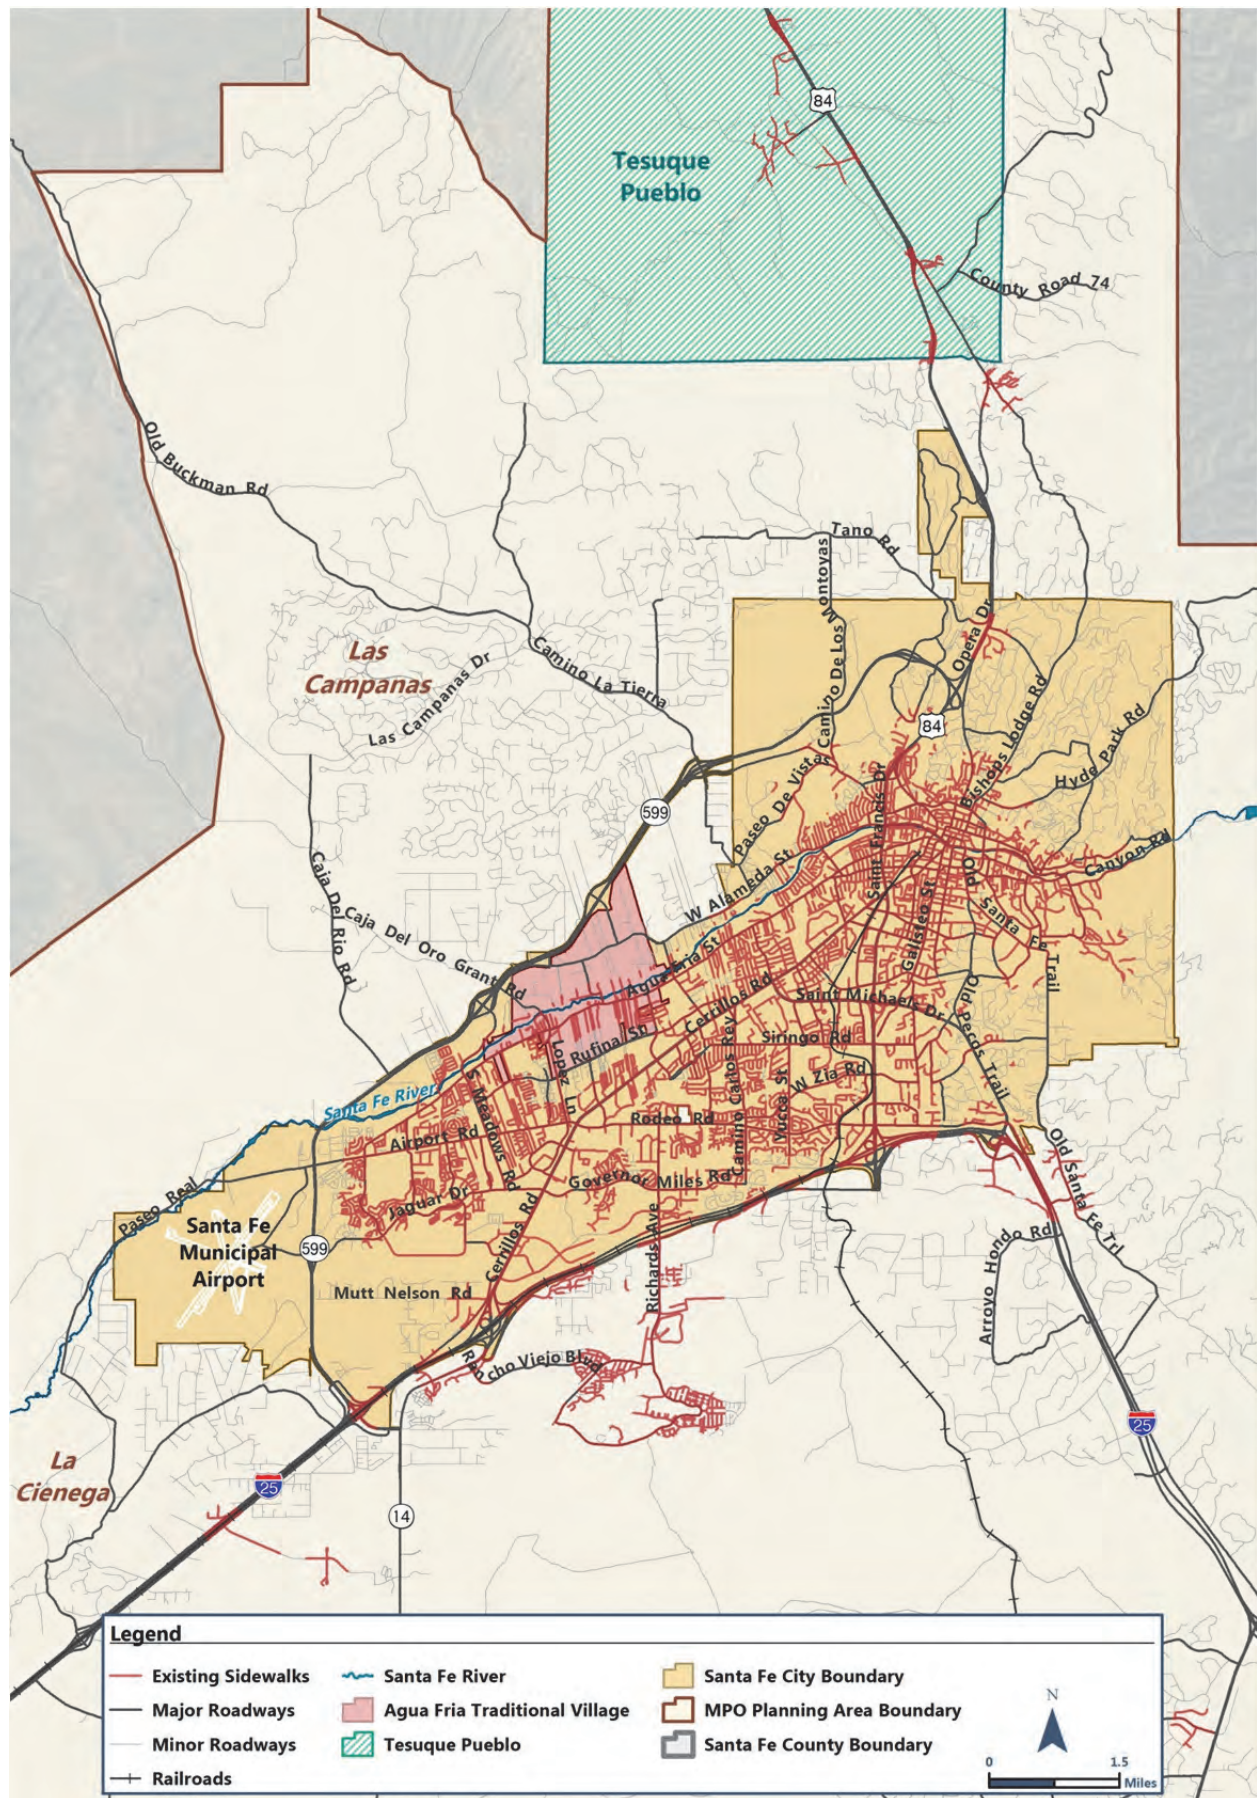 84
Tesuque
Pueblo
County Road 74
Old Buckman Rd
Tano Rd
Camino De Los Montoyas
Opera Dr
Las
Campanas
Las Campanas Dr
Camino La Tierra
84
Bishops Lodge Rd
Hyde Park Rd
Paseo De Vistas
599
Saint Francis Dr
W Alameda St
Canyon Rd
Caja Del Rio Rd
Caja Del Oro Grant Rd
Agua Fria St
Galisteo St
Old Santa Fe Trail
Cerrillos Rd
Saint Michaels Dr
Old Pecos Trail
Rufina St
Lopez Ln
Siringo Rd
Camino Carlos Rey
Yucca St
W Zia Rd
Santa Fe River
S Meadows Rd
Rodeo Rd
Airport Rd
Governor Miles Rd
Jaguar Dr
Old Santa Fe Trl
Paseo Real
Santa Fe
Municipal
Airport
599
Cerrillos Rd
Richards Ave
Arroyo Hondo Rd
Mutt Nelson Rd
Rancho Viejo Blvd
25
La
Cienega
25
14
Legend
Existing Sidewalks
Major Roadways
Minor Roadways
Railroads
Santa Fe River
Agua Fria Traditional Village
Tesuque Pueblo
Santa Fe City Boundary
MPO Planning Area Boundary
Santa Fe County Boundary
N
0 1.5
Miles